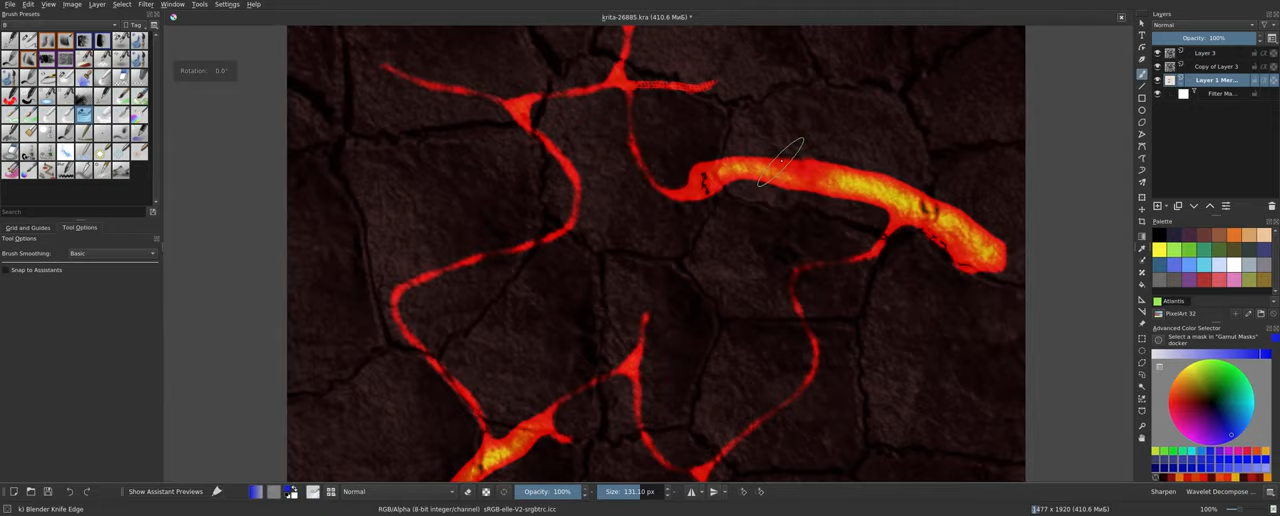 File Edit View Image Layer Select Filter Window Tools Settings Help
Brush Presets
krita-26885.kra (410.6 МиБ) *
Layers
B
Tag
Normal
Opacity: 100%
Rotation: 0.0°
Layer 3
Copy of Layer 3
Layer 1 Mer...
Filter Ma...
Search
Grid and Guides Tool Options
Tool Options
Brush Smoothing: Basic
Snap to Assistants
Palette
Atlantis
PixelArt 32
Advanced Color Selector
Select a mask in "Gamut Masks"
docker
Show Assistant Previews
Normal
Opacity: 100%
Size: 131.10 px
Sharpen Wavelet Decompose ...
k) Blender Knife Edge
RGB/Alpha (8-bit integer/channel) sRGB-elle-V2-srgbtrc.icc
1477 x 1920 (410.6 МиБ)
100%